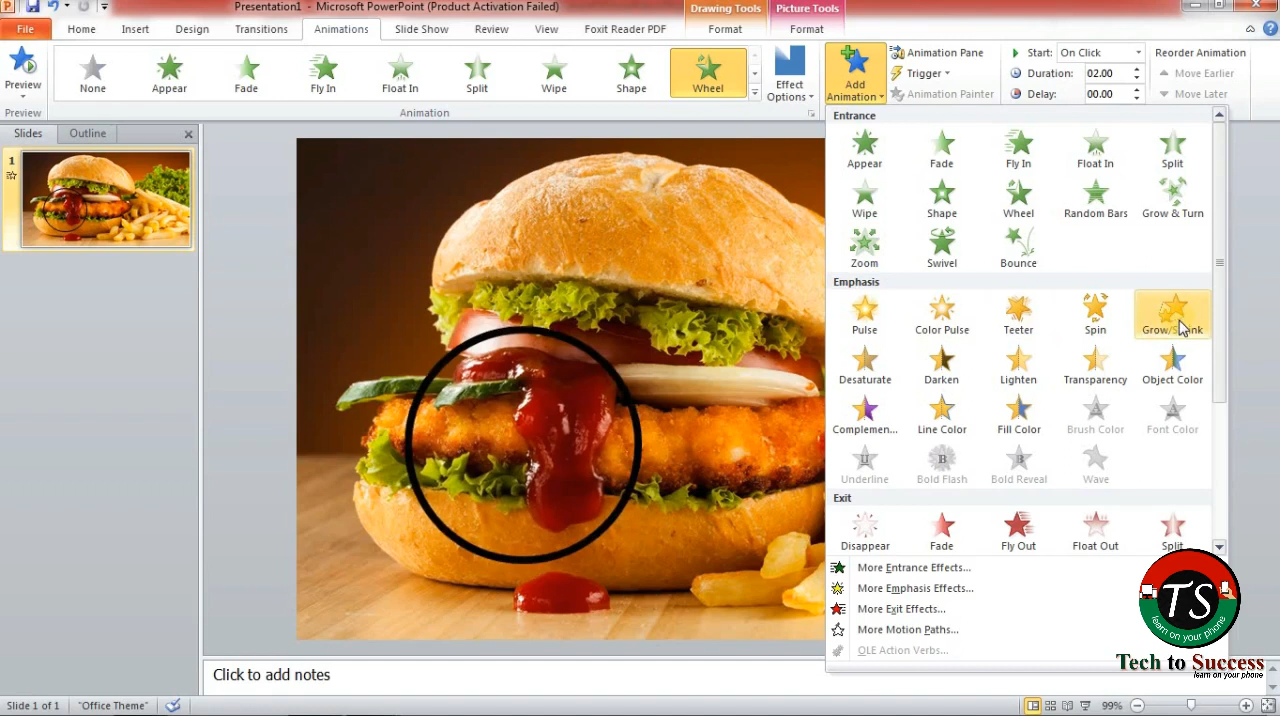 Presentation1 - Microsoft PowerPoint (Product Activation Failed)
Drawing Tools
Picture Tools
File Home Insert Design Transitions Animations Slide Show Review View Foxit Reader PDF Format Format
Preview
None Appear Fade Fly In Float In Split Wipe Shape Wheel
Effect Options
Add Animation
Animation Pane
Trigger
Animation Painter
Start: On Click
Duration: 02.00
Delay: 00.00
Reorder Animation
Move Earlier
Move Later
Preview
Animation
Slides Outline
1
Entrance
Appear Fade Fly In Float In Split
Wipe Shape Wheel Random Bars Grow & Turn
Zoom Swivel Bounce
Emphasis
Pulse Color Pulse Teeter Spin Grow/Shrink
Desaturate Darken Lighten Transparency Object Color
Complemen... Line Color Fill Color Brush Color Font Color
Underline Bold Flash Bold Reveal Wave
Exit
Disappear Fade Fly Out Float Out Split
More Entrance Effects...
More Emphasis Effects...
More Exit Effects...
More Motion Paths...
OLE Action Verbs...
TS
learn on your phone
Tech to Success
learn on your phone
Click to add notes
Slide 1 of 1 "Office Theme" 99%